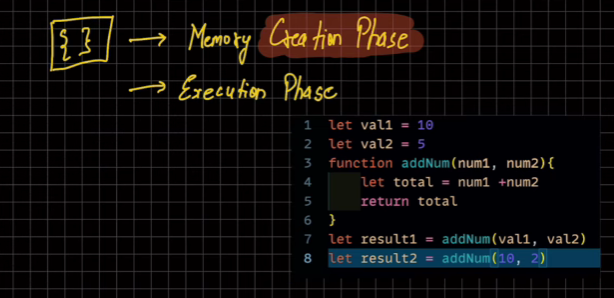 { } → Memory Creation Phase
→ Execution Phase
1 let val1 = 10
2 let val2 = 5
3 function addNum(num1, num2){
4     let total = num1 +num2
5     return total
6 }
7 let result1 = addNum(val1, val2)
8 let result2 = addNum(10, 2)